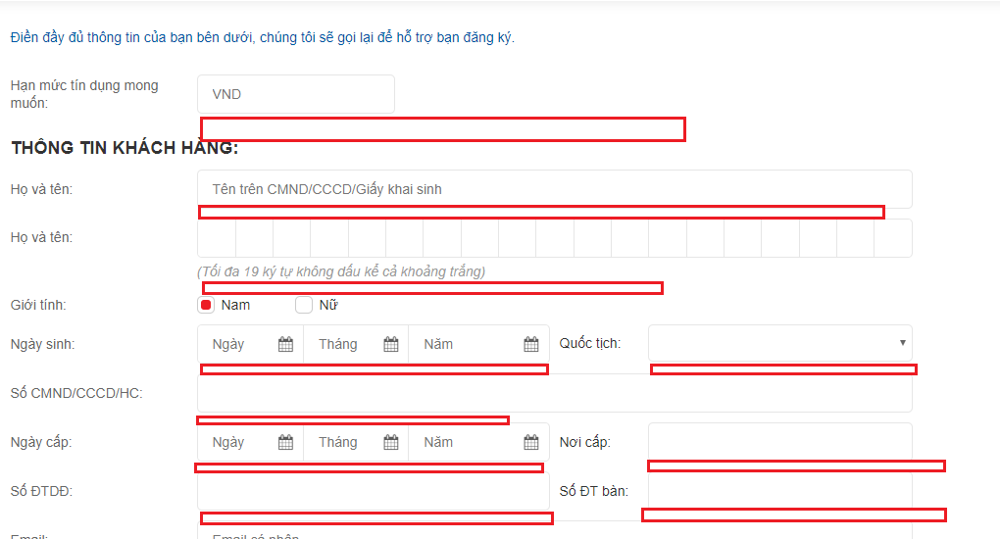 Điền đầy đủ thông tin của bạn bên dưới, chúng tôi sẽ gọi lại để hỗ trợ bạn đăng ký.
Hạn mức tín dụng mong
muốn:
VND
THÔNG TIN KHÁCH HÀNG:
Họ và tên:
Tên trên CMND/CCCD/Giấy khai sinh
Họ và tên:
(Tối đa 19 ký tự không dấu kể cả khoảng trắng)
Giới tính: Nam Nữ
Ngày sinh: Ngày Tháng Năm Quốc tịch:
Số CMND/CCCD/HC:
Ngày cấp: Ngày Tháng Năm Nơi cấp:
Số ĐTDĐ: Số ĐT bàn:
Email: Email cá nhân